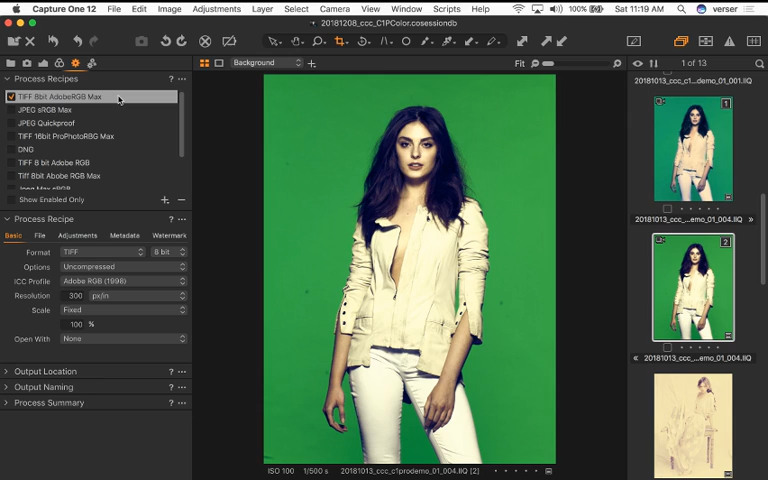 Capture One 12 File Edit Image Adjustments Layer Select Camera View Window Scripts Help 100% Sat 11:19 AM verser
20181208_ccc_C1PColor.cosessiondb
Background
Fit
1 of 13
Process Recipes ? ...
TIFF 8bit AdobeRGB Max
JPEG sRGB Max
JPEG Quickproof
TIFF 16bit ProPhotoRBG Max
DNG
TIFF 8 bit Adobe RGB
Tiff 8bit Abobe RGB Max
Jpeg Max sRGB
Show Enabled Only
Process Recipe ? ...
Basic File Adjustments Metadata Watermark
Format TIFF 8 bit
Options Uncompressed
ICC Profile Adobe RGB (1998)
Resolution 300 px/in
Scale Fixed
100 %
Open With None
Output Location ? ...
Output Naming ? ...
Process Summary ? ...
ISO 100 1/500 s 20181013_ccc_c1prodemo_01_004.IIQ [2]
20181013_ccc_c1...demo_01_001.IIQ
1
20181013_ccc_...emo_01_004.IIQ »
2
« 20181013_ccc_...emo_01_004.IIQ